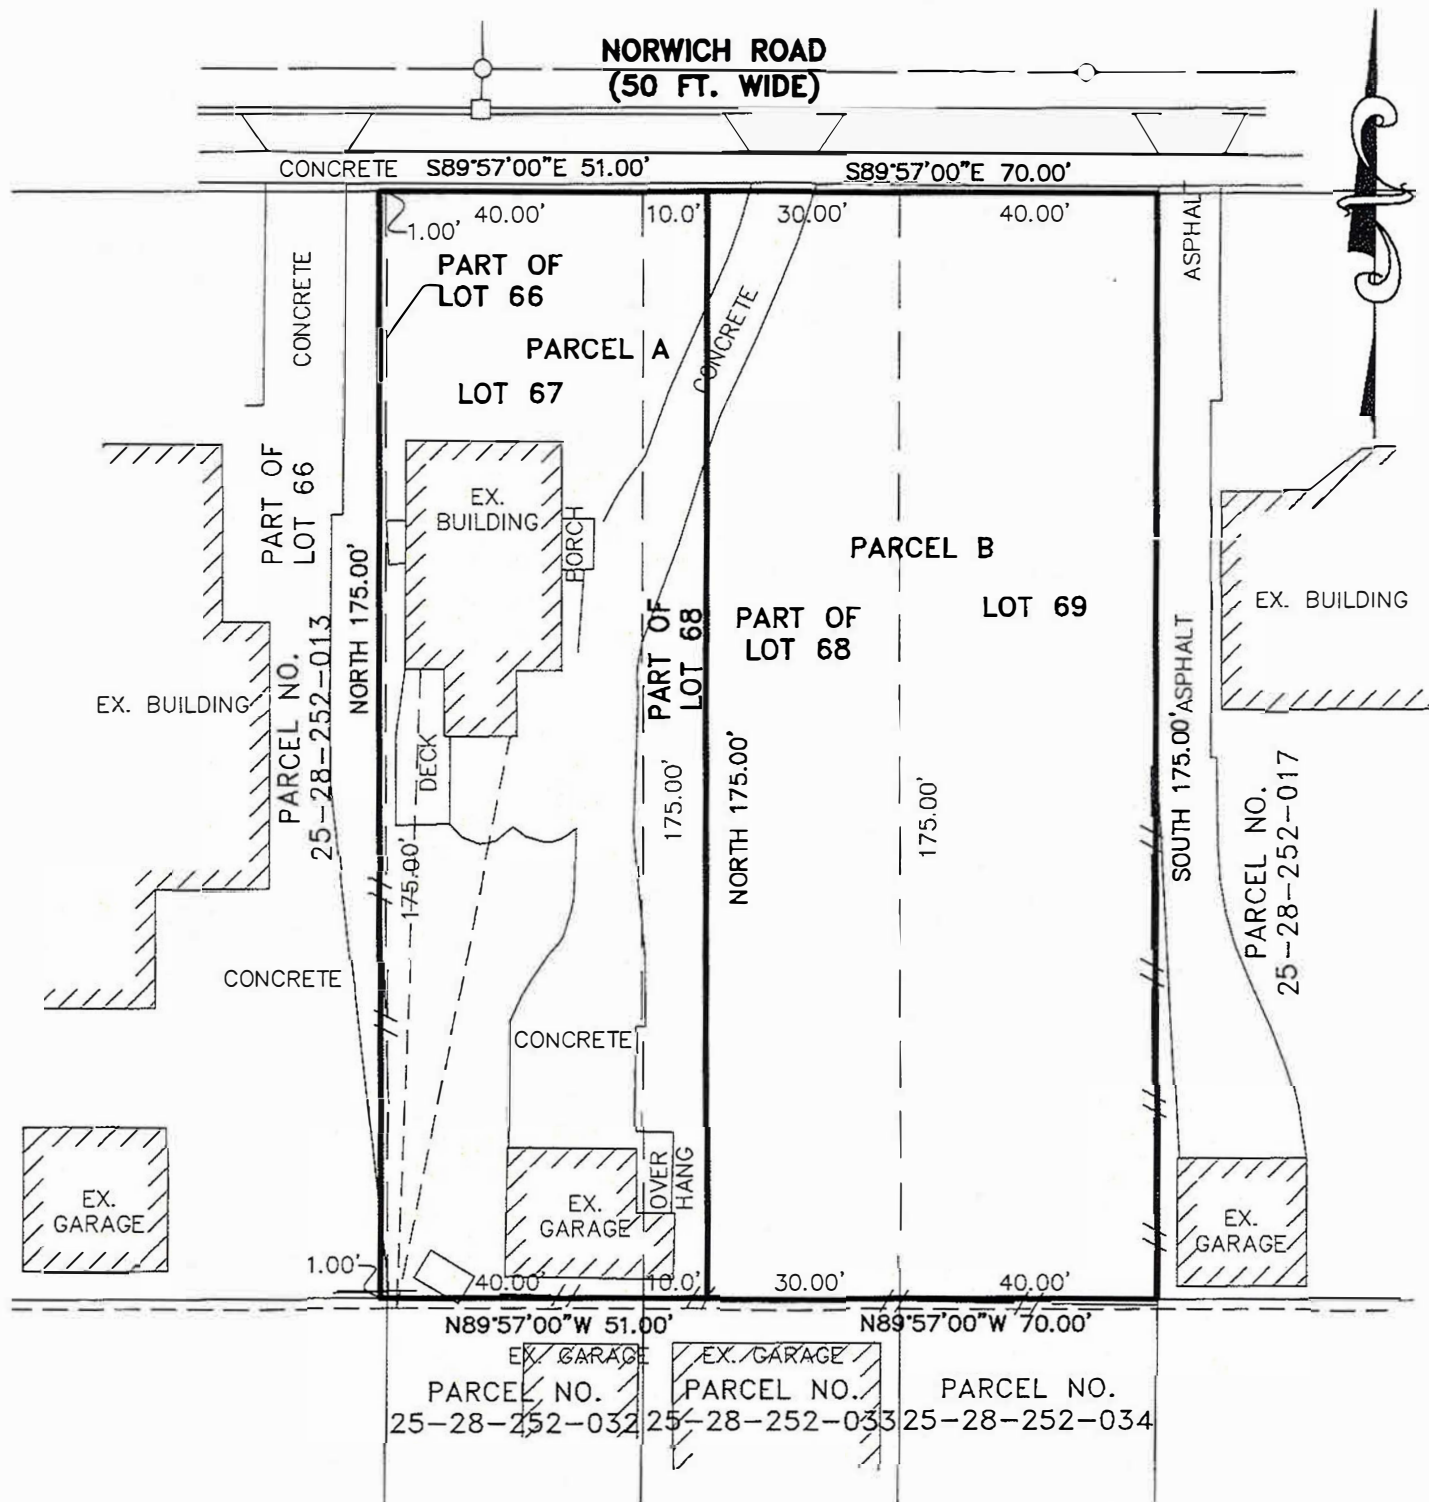 NORWICH ROAD
(50 FT. WIDE)
CONCRETE
S89°57'00"E 51.00'
S89°57'00"E 70.00'
40.00'
10.0'
30.00'
40.00'
1.00'
ASPHALT
CONCRETE
PART OF
LOT 66
PARCEL A
LOT 67
CONCRETE
PART OF
LOT 66
EX.
BUILDING
PORCH
PARCEL B
LOT 69
PART OF
LOT 68
PART OF
LOT 68
EX. BUILDING
NORTH 175.00'
PARCEL NO.
25-28-252-013
EX. BUILDING
DECK
175.00'
175.00'
NORTH 175.00'
175.00'
SOUTH 175.00'
ASPHALT
PARCEL NO.
25-28-252-017
CONCRETE
CONCRETE
OVER
HANG
EX.
GARAGE
EX.
GARAGE
EX.
GARAGE
1.00'
40.00'
10.0'
30.00'
40.00'
N89°57'00"W 51.00'
N89°57'00"W 70.00'
EX. GARAGE
EX. GARAGE
PARCEL NO.
25-28-252-032
PARCEL NO.
25-28-252-033
PARCEL NO.
25-28-252-034